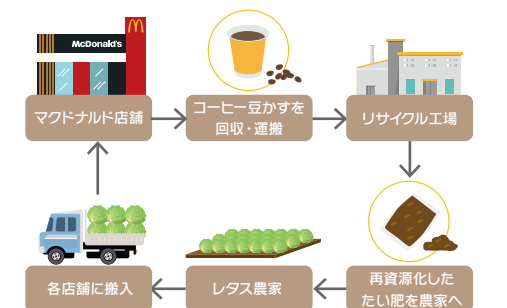 McDonald's
マクドナルド店舗
コーヒー豆かすを
回収・運搬
リサイクル工場
再資源化した
たい肥を農家へ
レタス農家
各店舗に搬入